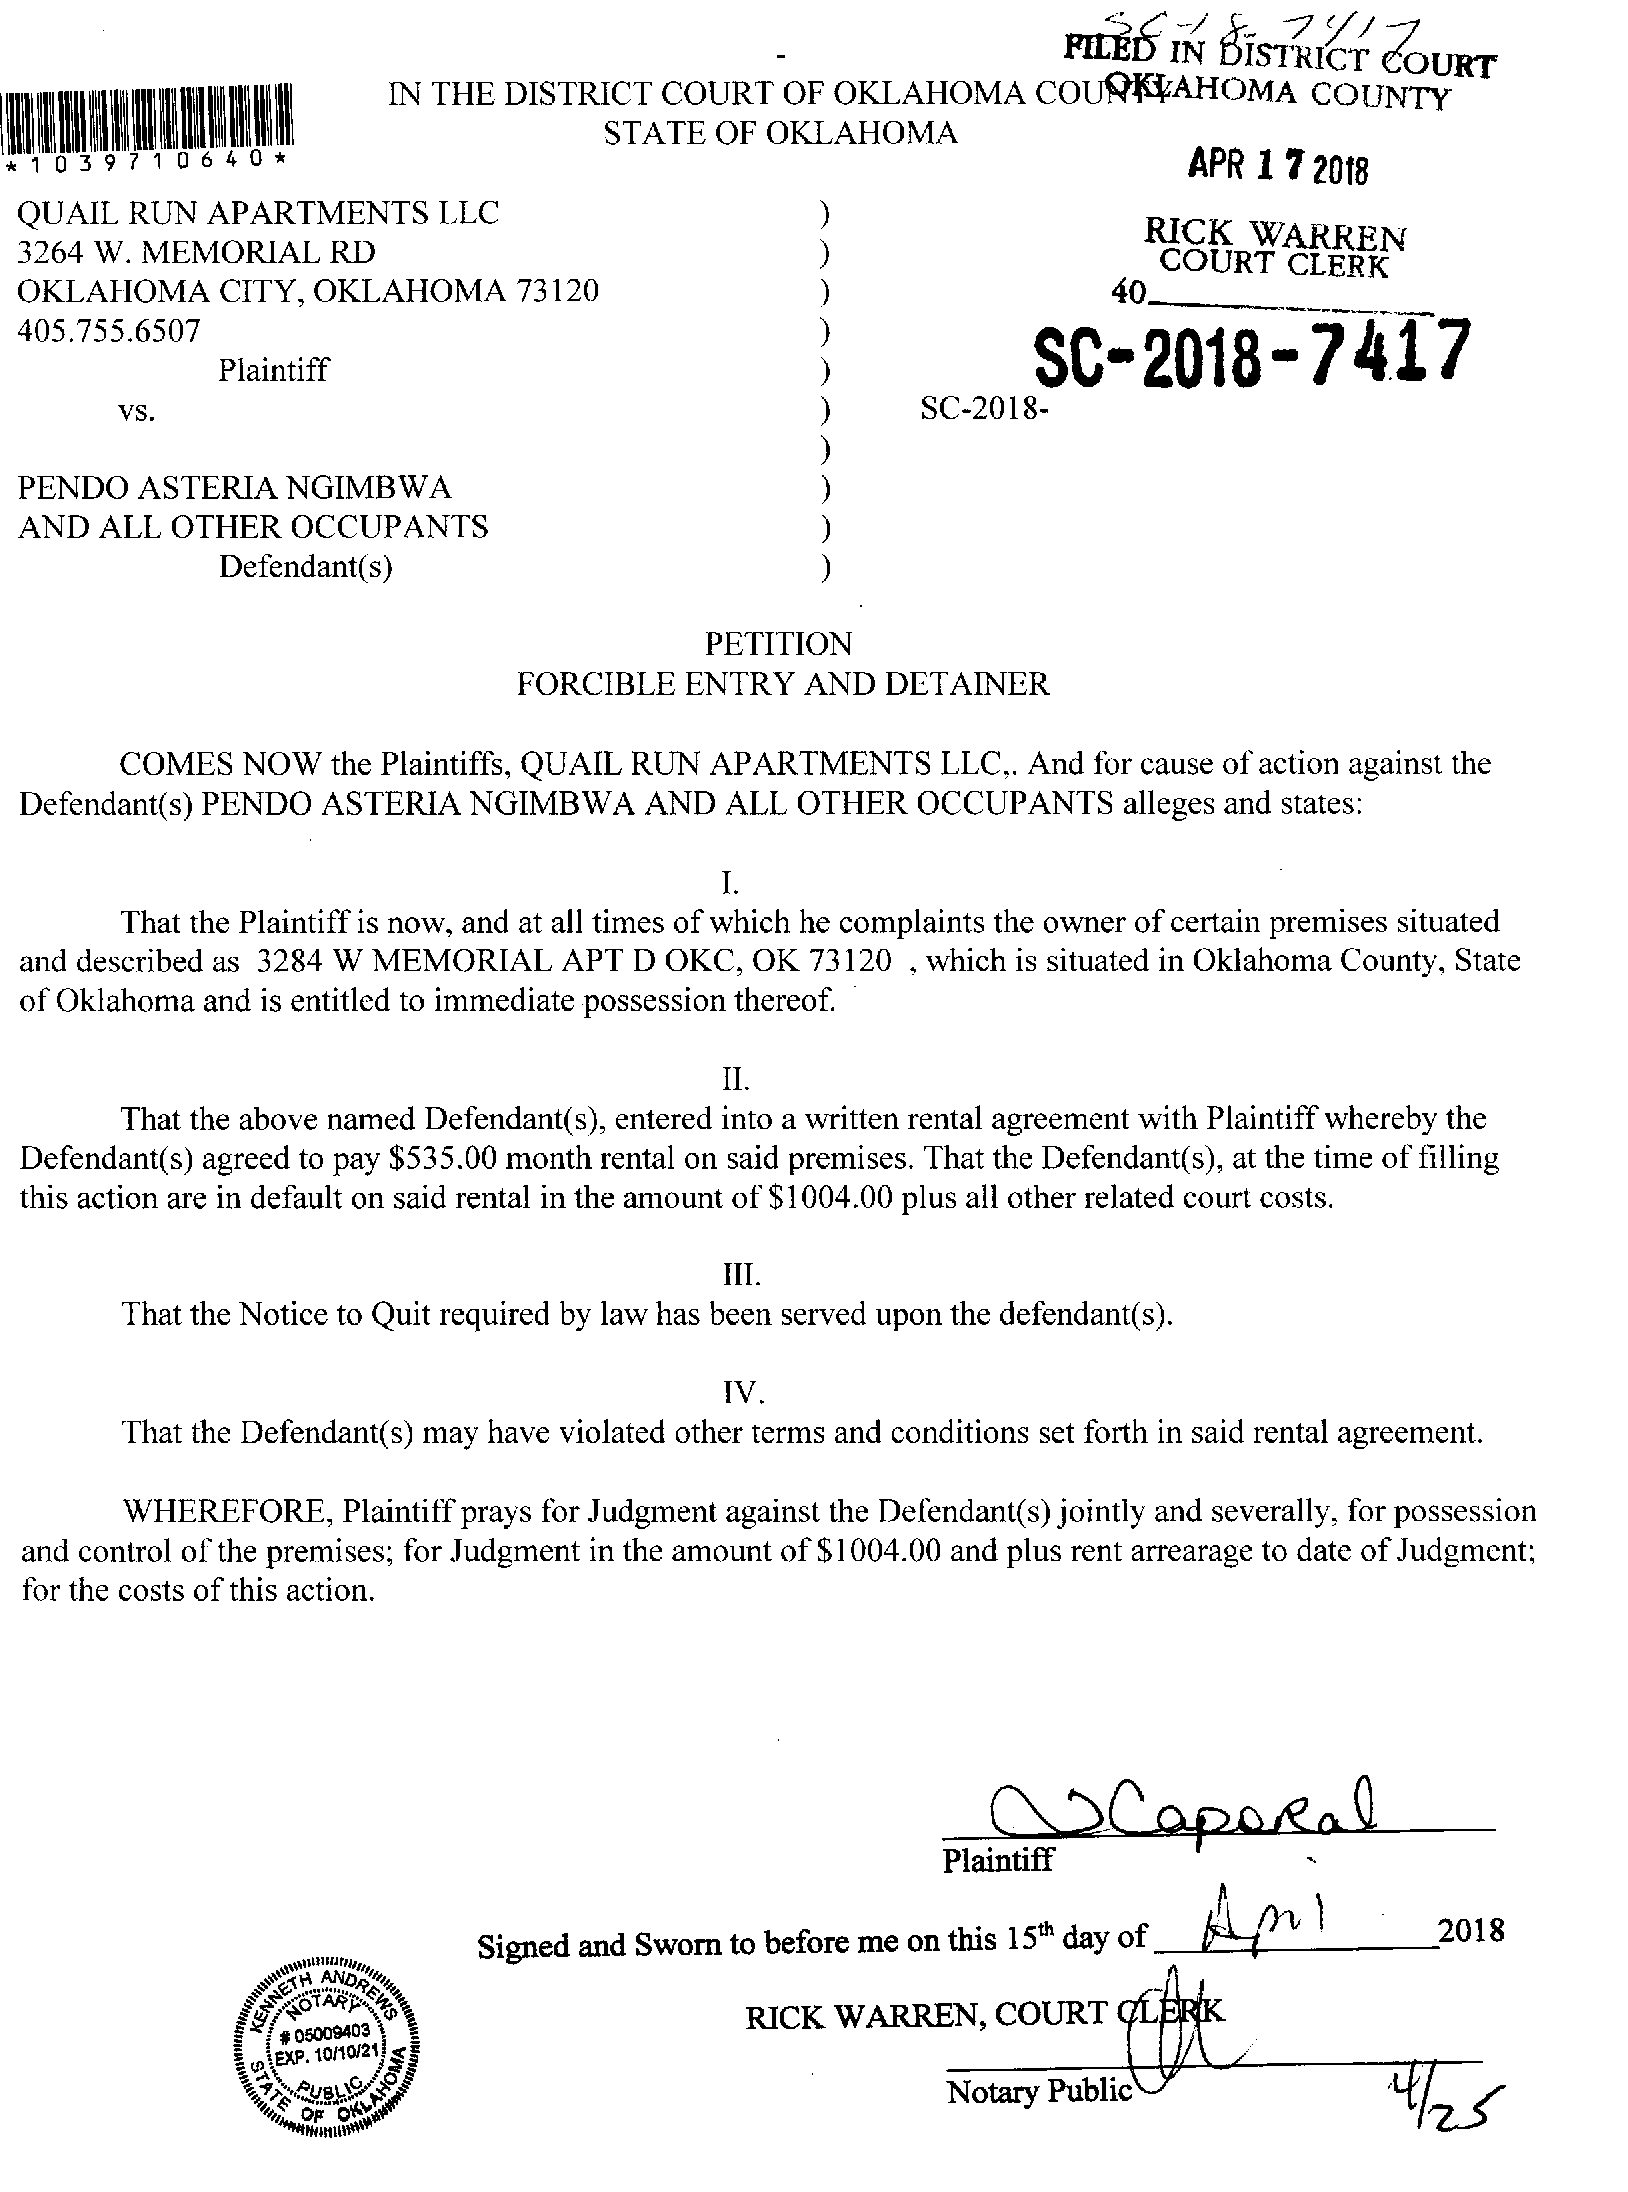 SC-18-7417
FILED IN DISTRICT COURT
OKLAHOMA COUNTY
IN THE DISTRICT COURT OF OKLAHOMA COUNTY
STATE OF OKLAHOMA
*1039710640*
APR 17 2018
RICK WARREN
COURT CLERK
40
SC-2018-7417
QUAIL RUN APARTMENTS LLC )
3264 W. MEMORIAL RD )
OKLAHOMA CITY, OKLAHOMA 73120 )
405.755.6507 )
Plaintiff )
vs. ) SC-2018-
)
PENDO ASTERIA NGIMBWA )
AND ALL OTHER OCCUPANTS )
Defendant(s) )
PETITION
FORCIBLE ENTRY AND DETAINER
COMES NOW the Plaintiffs, QUAIL RUN APARTMENTS LLC,. And for cause of action against the
Defendant(s) PENDO ASTERIA NGIMBWA AND ALL OTHER OCCUPANTS alleges and states:
I.
That the Plaintiff is now, and at all times of which he complaints the owner of certain premises situated
and described as 3284 W MEMORIAL APT D OKC, OK 73120 , which is situated in Oklahoma County, State
of Oklahoma and is entitled to immediate possession thereof.
II.
That the above named Defendant(s), entered into a written rental agreement with Plaintiff whereby the
Defendant(s) agreed to pay $535.00 month rental on said premises. That the Defendant(s), at the time of filling
this action are in default on said rental in the amount of $1004.00 plus all other related court costs.
III.
That the Notice to Quit required by law has been served upon the defendant(s).
IV.
That the Defendant(s) may have violated other terms and conditions set forth in said rental agreement.
WHEREFORE, Plaintiff prays for Judgment against the Defendant(s) jointly and severally, for possession
and control of the premises; for Judgment in the amount of $1004.00 and plus rent arrearage to date of Judgment;
for the costs of this action.
Caporal
Plaintiff
Signed and Sworn to before me on this 15th day of April 2018
RICK WARREN, COURT CLERK
Notary Public
4/25
KENNETH ANDREWS
NOTARY
# 05009403
EXP. 10/10/21
PUBLIC
STATE OF OKLAHOMA